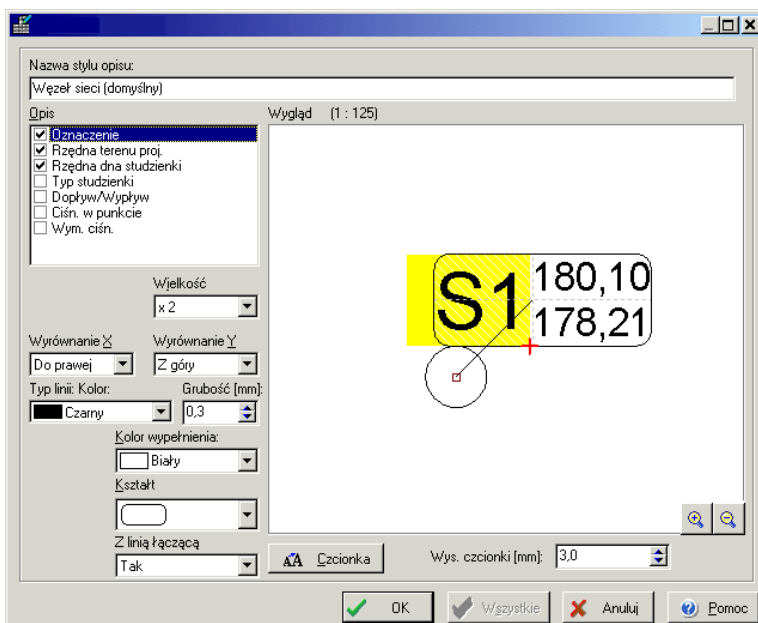 Nazwa stylu opisu:
Węzeł sieci (domyślny)
Opis
Wygląd (1 : 125)
Oznaczenie
Rzędna terenu proj.
Rzędna dna studzienki
Typ studzienki
Dopływ/Wypływ
Ciśn. w punkcie
Wym. ciśn.
S1
180,10
178,21
Wielkość
x 2
Wyrównanie X
Wyrównanie Y
Do prawej
Z góry
Typ linii: Kolor:
Grubość [mm]:
Czarny
0,3
Kolor wypełnienia:
Biały
Kształt
Z linią łączącą
Tak
AA Czcionka
Wys. czcionki [mm]:
3,0
OK
Wszystkie
Anuluj
Pomoc